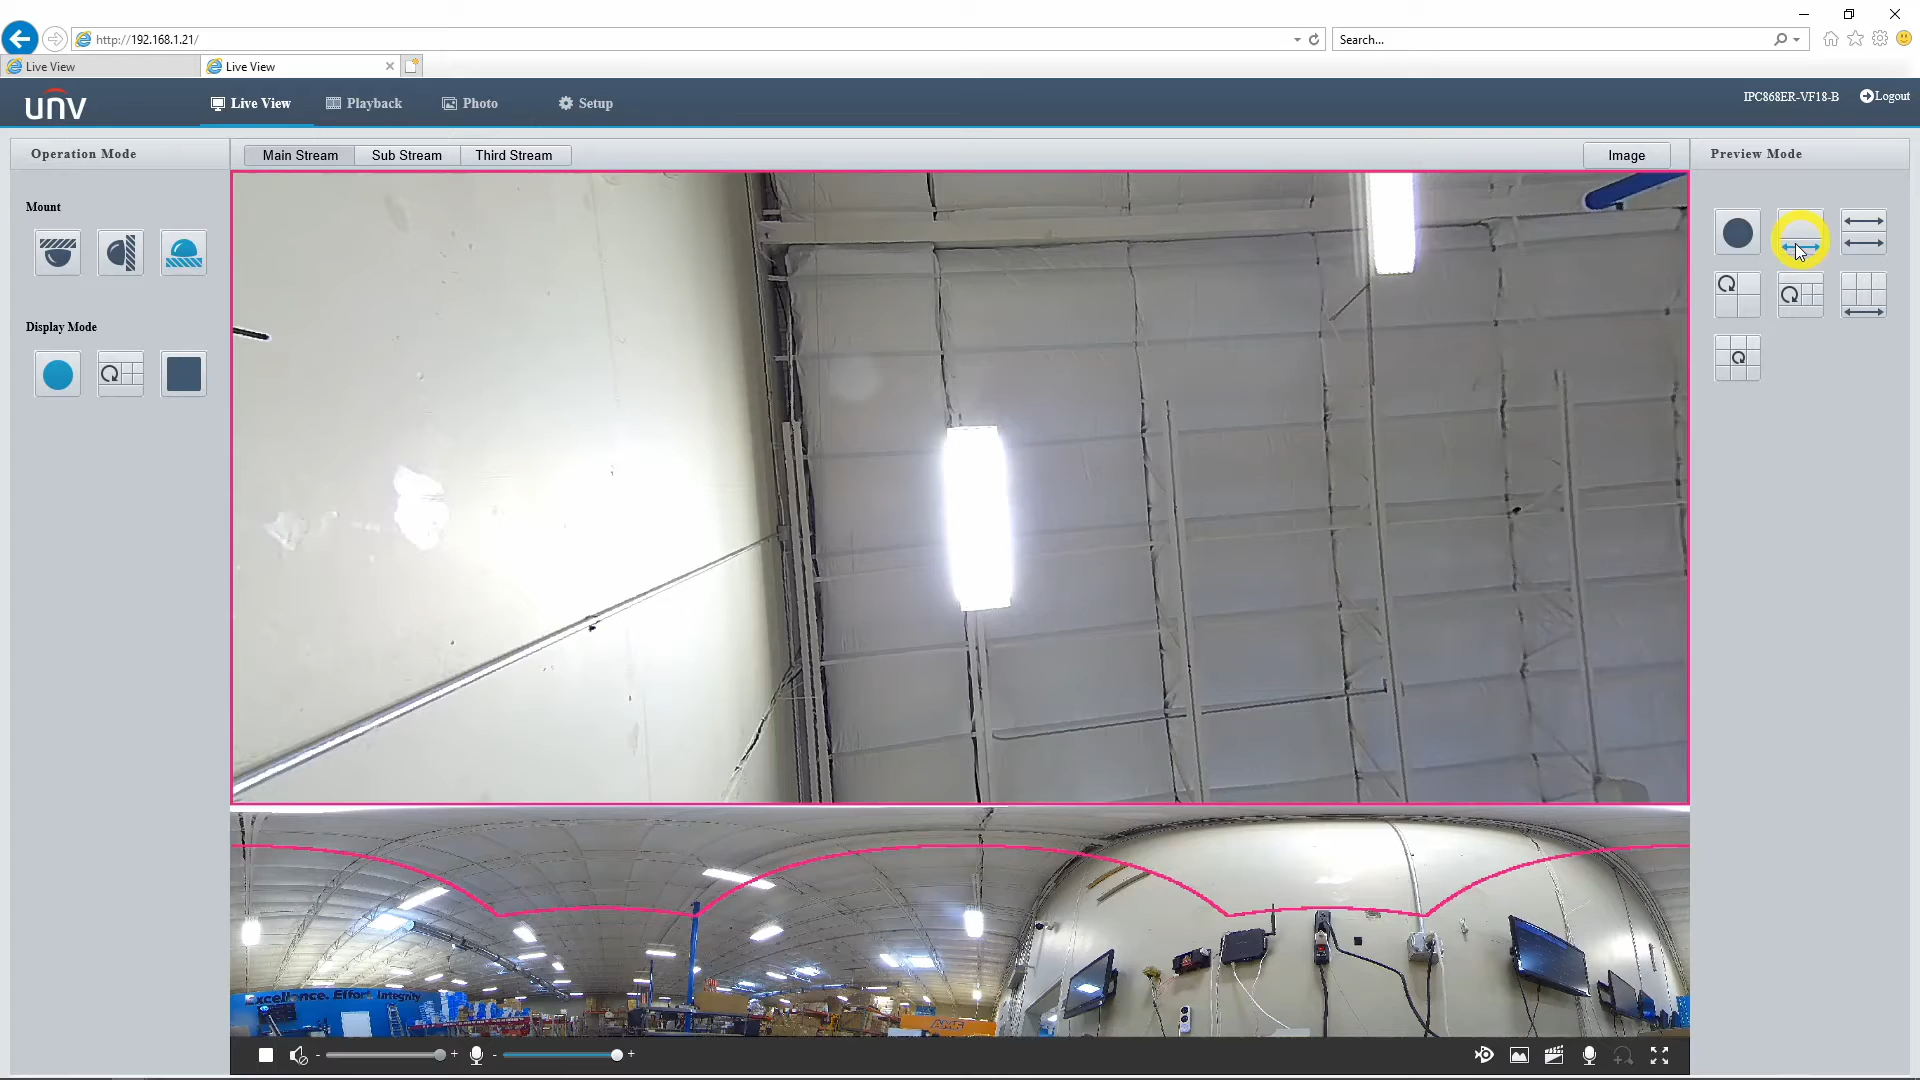 http://192.168.1.21/
Search...
Live View
Live View
unv
Live View
Playback
Photo
Setup
IPC868ER-VF18-B
Logout
Operation Mode
Main Stream
Sub Stream
Third Stream
Image
Preview Mode
Mount
Display Mode
Excellence. Effort. Integrity
AMF
- +
- +